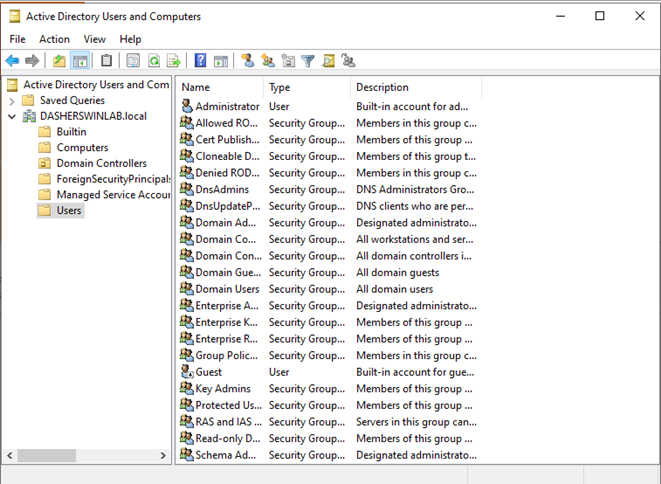 Active Directory Users and Computers
File Action View Help
Active Directory Users and Com
Saved Queries
DASHERSWINLAB.local
Builtin
Computers
Domain Controllers
ForeignSecurityPrincipals
Managed Service Accour
Users
Name Type Description
Administrator User Built-in account for ad...
Allowed RO... Security Group... Members in this group c...
Cert Publish... Security Group... Members of this group ...
Cloneable D... Security Group... Members of this group t...
Denied ROD... Security Group... Members in this group c...
DnsAdmins Security Group... DNS Administrators Gro...
DnsUpdateP... Security Group... DNS clients who are per...
Domain Ad... Security Group... Designated administrato...
Domain Co... Security Group... All workstations and ser...
Domain Con... Security Group... All domain controllers i...
Domain Gue... Security Group... All domain guests
Domain Users Security Group... All domain users
Enterprise A... Security Group... Designated administrato...
Enterprise K... Security Group... Members of this group ...
Enterprise R... Security Group... Members of this group ...
Group Polic... Security Group... Members in this group c...
Guest User Built-in account for gue...
Key Admins Security Group... Members of this group ...
Protected Us... Security Group... Members of this group ...
RAS and IAS ... Security Group... Servers in this group can...
Read-only D... Security Group... Members of this group ...
Schema Ad... Security Group... Designated administrato...